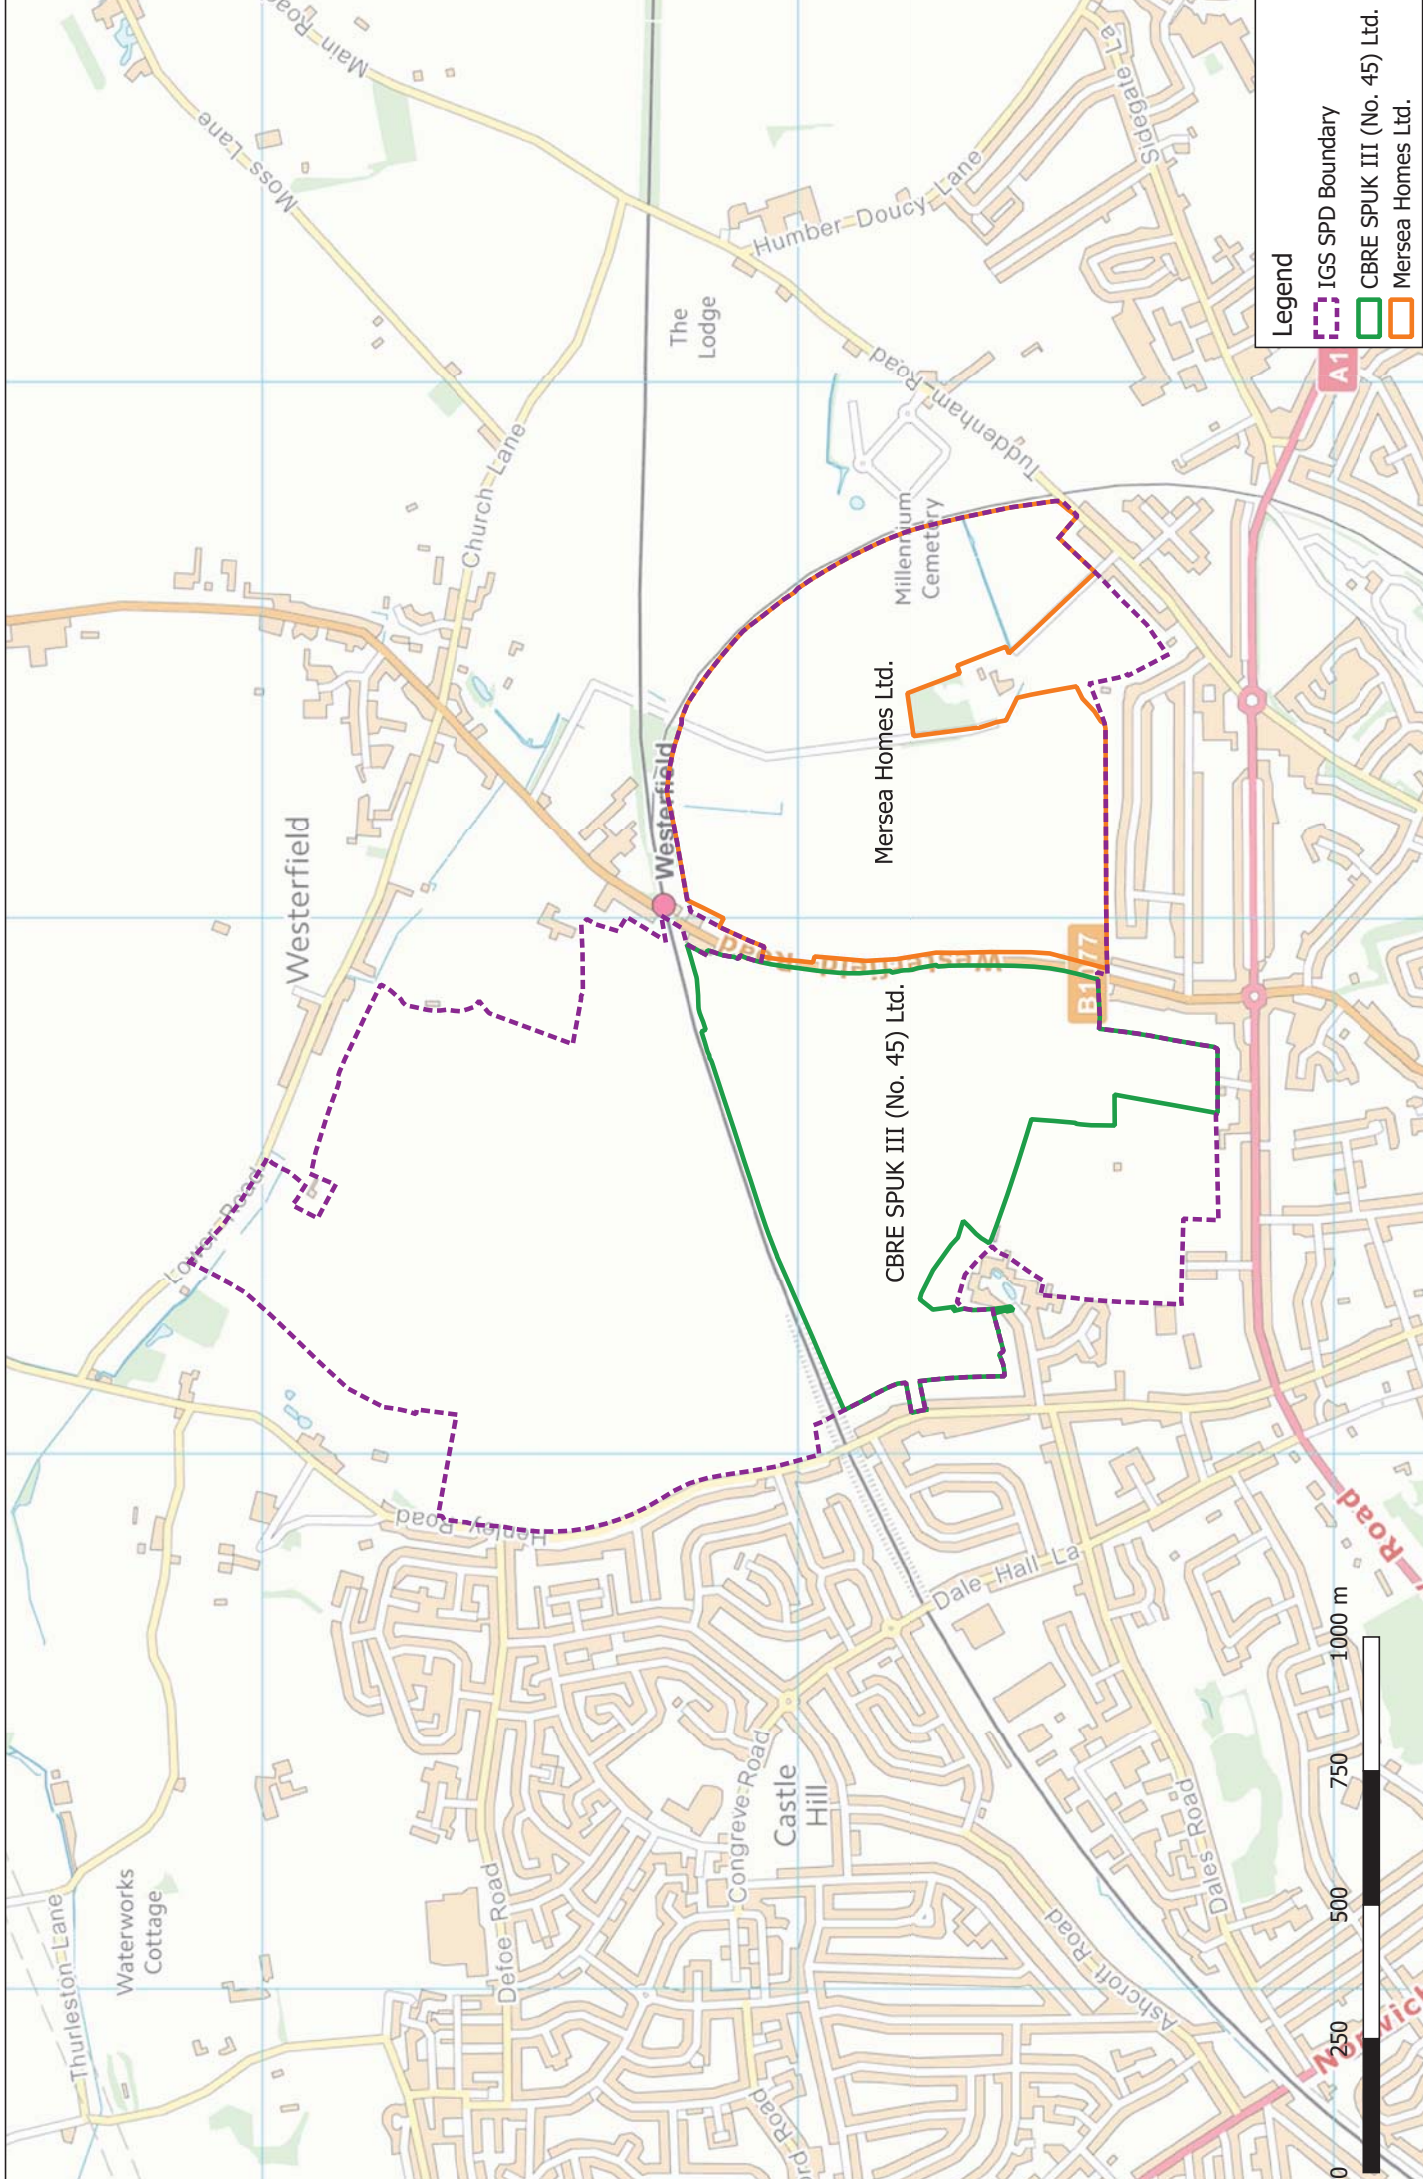 Main Road
Moss Lane
Sidegate La
Humber Doucy Lane
The
Lodge
Tuddenham Road
Church Lane
Millennium
Cemetery
Westerfield
Westerfield
Westerfield Road
Mersea Homes Ltd.
B1077
CBRE SPUK III (No. 45) Ltd.
Lower Road
Henley Road
Dale Hall La
Congreve Road
Castle
Hill
Defoe Road
Dales Road
Ashcroft Road
Waterworks
Cottage
Thurleston Lane
Road
Norwich
Road
A1
Legend
IGS SPD Boundary
CBRE SPUK III (No. 45) Ltd.
Mersea Homes Ltd.
0
250
500
750
1000 m